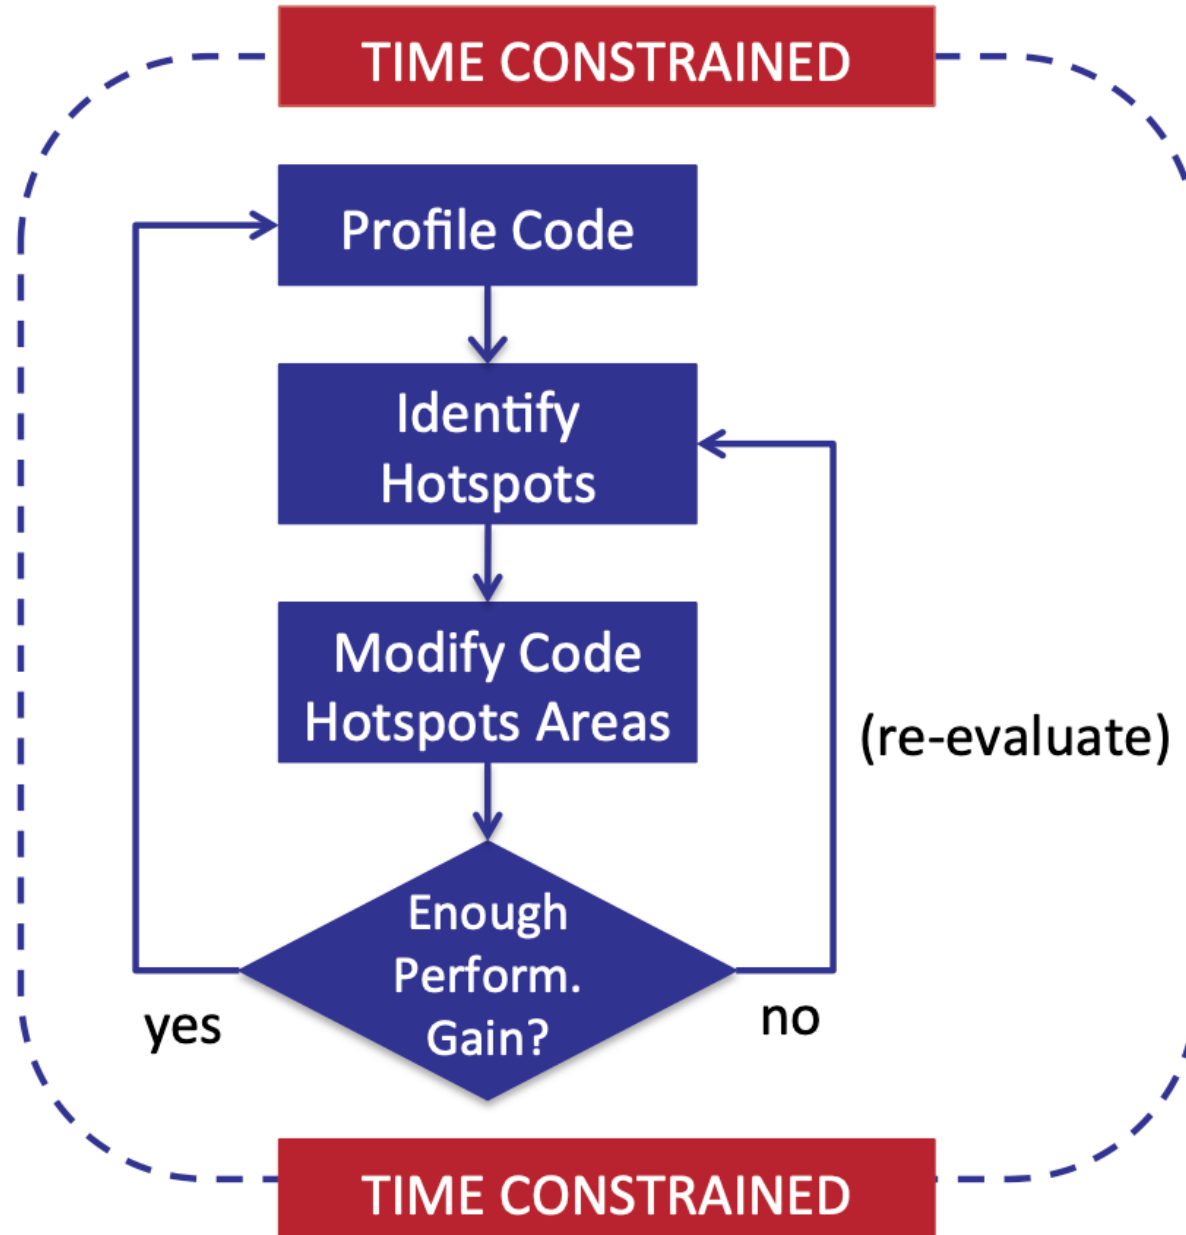 TIME CONSTRAINED
Profile Code
Identify
Hotspots
Modify Code
Hotspots Areas
(re-evaluate)
Enough
Perform.
Gain?
yes
no
TIME CONSTRAINED